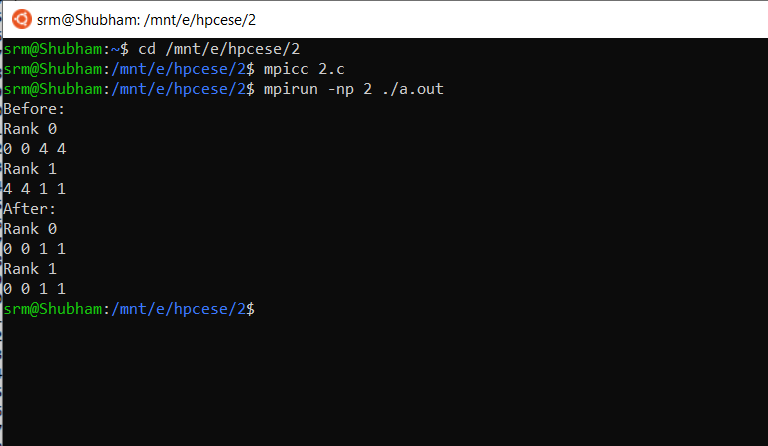 srm@Shubham: /mnt/e/hpcese/2
srm@Shubham:~$ cd /mnt/e/hpcese/2
srm@Shubham:/mnt/e/hpcese/2$ mpicc 2.c
srm@Shubham:/mnt/e/hpcese/2$ mpirun -np 2 ./a.out
Before:
Rank 0
0 0 4 4
Rank 1
4 4 1 1
After:
Rank 0
0 0 1 1
Rank 1
0 0 1 1
srm@Shubham:/mnt/e/hpcese/2$